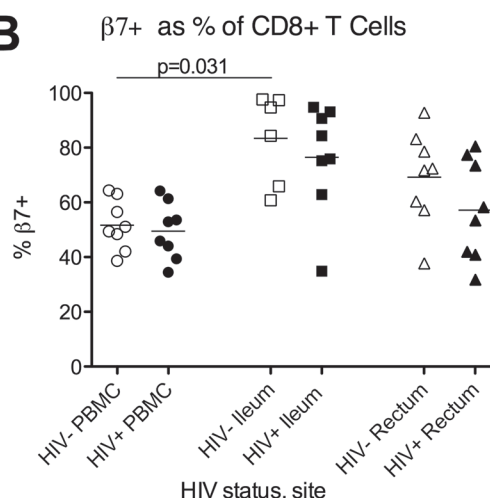 B
β7+ as % of CD8+ T Cells
p=0.031
100
80
60
40
20
0
% β7+
HIV- PBMC
HIV+ PBMC
HIV- Ileum
HIV+ Ileum
HIV- Rectum
HIV+ Rectum
HIV status, site